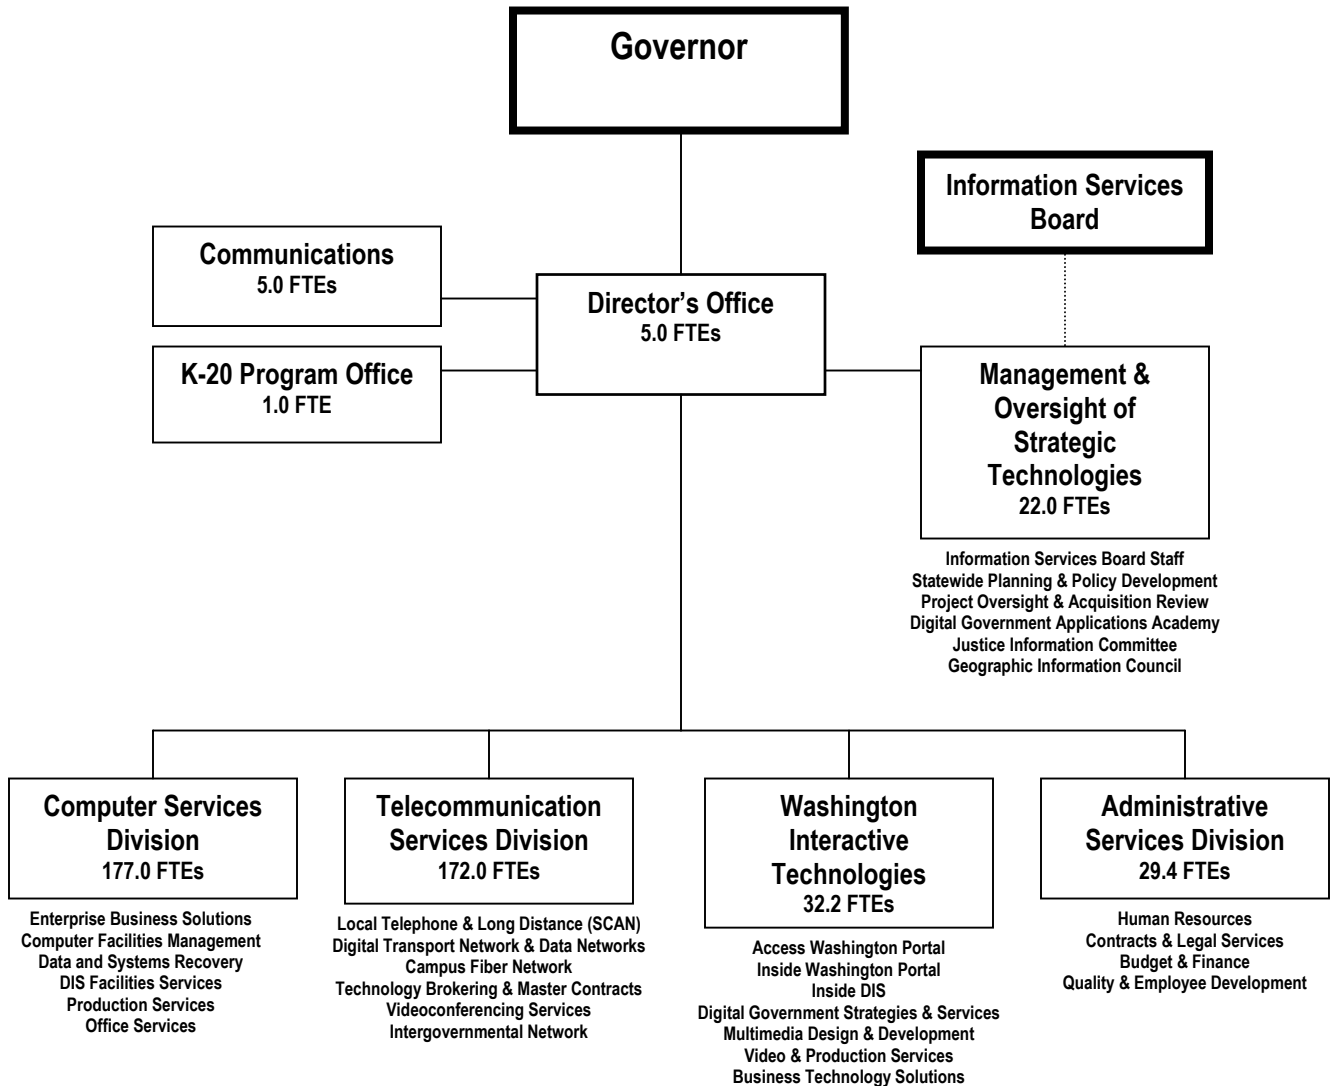 Governor
Information Services
Board
Communications
5.0 FTEs
Director’s Office
5.0 FTEs
K-20 Program Office
1.0 FTE
Management &
Oversight of
Strategic
Technologies
22.0 FTEs
Information Services Board Staff
Statewide Planning & Policy Development
Project Oversight & Acquisition Review
Digital Government Applications Academy
Justice Information Committee
Geographic Information Council
Computer Services
Division
177.0 FTEs
Enterprise Business Solutions
Computer Facilities Management
Data and Systems Recovery
DIS Facilities Services
Production Services
Office Services
Telecommunication
Services Division
172.0 FTEs
Local Telephone & Long Distance (SCAN)
Digital Transport Network & Data Networks
Campus Fiber Network
Technology Brokering & Master Contracts
Videoconferencing Services
Intergovernmental Network
Washington
Interactive
Technologies
32.2 FTEs
Access Washington Portal
Inside Washington Portal
Inside DIS
Digital Government Strategies & Services
Multimedia Design & Development
Video & Production Services
Business Technology Solutions
Administrative
Services Division
29.4 FTEs
Human Resources
Contracts & Legal Services
Budget & Finance
Quality & Employee Development